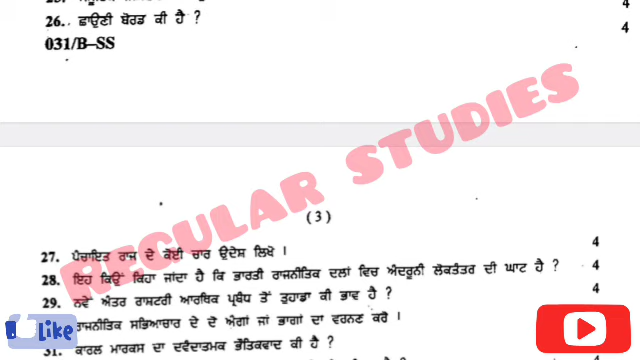 4
26. ਛਾਉਣੀ ਬੋਰਡ ਕੀ ਹੈ ? 4
031/B–SS
REGULAR STUDIES
(3)
27. ਪੰਚਾਇਤ ਰਾਜ ਦੇ ਕੋਈ ਚਾਰ ਉਦੇਸ਼ ਲਿਖੋ । 4
28. ਇਹ ਕਿਉਂ ਕਿਹਾ ਜਾਂਦਾ ਹੈ ਕਿ ਭਾਰਤੀ ਰਾਜਨੀਤਿਕ ਦਲਾਂ ਵਿਚ ਅੰਦਰੂਨੀ ਲੋਕਤੰਤਰ ਦੀ ਘਾਟ ਹੈ ? 4
29. ਨਵੇਂ ਅੰਤਰ ਰਾਸ਼ਟਰੀ ਆਰਥਿਕ ਪ੍ਰਬੰਧ ਤੋਂ ਤੁਹਾਡਾ ਕੀ ਭਾਵ ਹੈ ? 4
ਰਾਜਨੀਤਿਕ ਸਭਿਆਚਾਰ ਦੇ ਦੋ ਅੰਗਾਂ ਜਾਂ ਭਾਗਾਂ ਦਾ ਵਰਨਣ ਕਰੋ ।
31. ਕਾਰਲ ਮਾਰਕਸ ਦਾ ਦਵੰਦਾਤਮਕ ਭੌਤਿਕਵਾਦ ਕੀ ਹੈ ?
Like